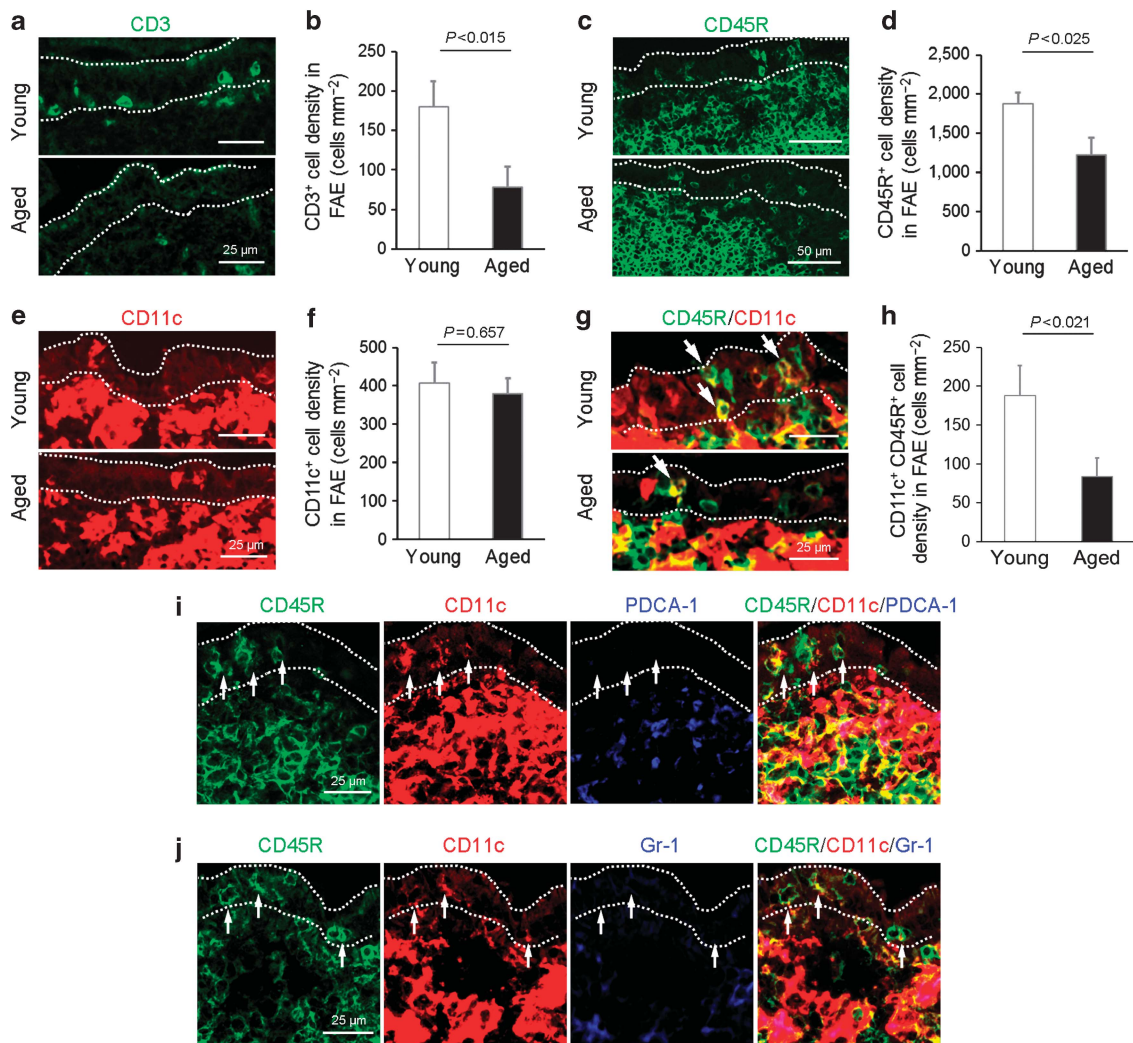 a
CD3
Young
Aged
25 µm
b
P<0.015
CD3+ cell density in
FAE (cells mm−2)
250
200
150
100
50
0
Young
Aged
c
CD45R
Young
Aged
50 µm
d
P<0.025
CD45R+ cell density
in FAE (cells mm−2)
2,500
2,000
1,500
1,000
500
0
Young
Aged
e
CD11c
Young
Aged
25 µm
f
P=0.657
CD11c+ cell density
in FAE (cells mm−2)
500
400
300
200
100
0
Young
Aged
g
CD45R/CD11c
Young
Aged
25 µm
h
P<0.021
CD11c+ CD45R+ cell
density in FAE (cells mm−2)
250
200
150
100
50
0
Young
Aged
i
CD45R
CD11c
PDCA-1
CD45R/CD11c/PDCA-1
25 µm
j
CD45R
CD11c
Gr-1
CD45R/CD11c/Gr-1
25 µm